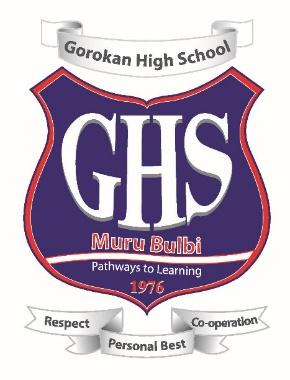 Gorokan High School
GHS
Muru Bulbi
Pathways to Learning
1976
Respect
Personal Best
Co-operation